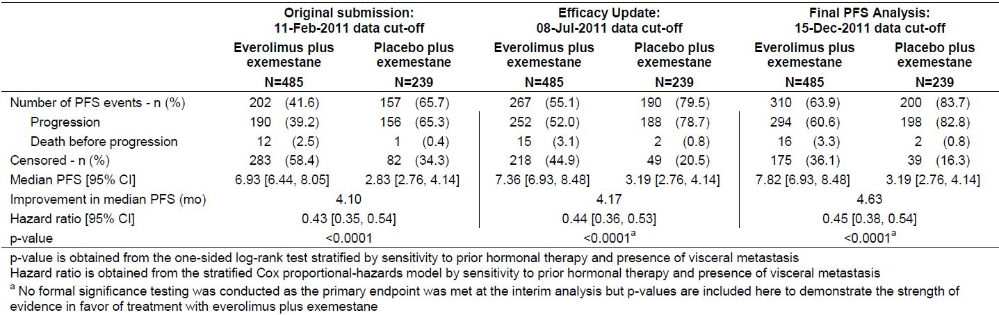 Original submission: Efficacy Update: Final PFS Analysis:
11-Feb-2011 data cut-off 08-Jul-2011 data cut-off 15-Dec-2011 data cut-off
Everolimus plus Placebo plus Everolimus plus Placebo plus Everolimus plus Placebo plus
exemestane exemestane exemestane exemestane exemestane exemestane
N=485 N=239 N=485 N=239 N=485 N=239
Number of PFS events - n (%) 202 (41.6) 157 (65.7) 267 (55.1) 190 (79.5) 310 (63.9) 200 (83.7)
Progression 190 (39.2) 156 (65.3) 252 (52.0) 188 (78.7) 294 (60.6) 198 (82.8)
Death before progression 12 (2.5) 1 (0.4) 15 (3.1) 2 (0.8) 16 (3.3) 2 (0.8)
Censored - n (%) 283 (58.4) 82 (34.3) 218 (44.9) 49 (20.5) 175 (36.1) 39 (16.3)
Median PFS [95% CI] 6.93 [6.44, 8.05] 2.83 [2.76, 4.14] 7.36 [6.93, 8.48] 3.19 [2.76, 4.14] 7.82 [6.93, 8.48] 3.19 [2.76, 4.14]
Improvement in median PFS (mo) 4.10 4.17 4.63
Hazard ratio [95% CI] 0.43 [0.35, 0.54] 0.44 [0.36, 0.53] 0.45 [0.38, 0.54]
p-value <0.0001 <0.0001ᵃ <0.0001ᵃ
p-value is obtained from the one-sided log-rank test stratified by sensitivity to prior hormonal therapy and presence of visceral metastasis
Hazard ratio is obtained from the stratified Cox proportional-hazards model by sensitivity to prior hormonal therapy and presence of visceral metastasis
ᵃ No formal significance testing was conducted as the primary endpoint was met at the interim analysis but p-values are included here to demonstrate the strength of
evidence in favor of treatment with everolimus plus exemestane